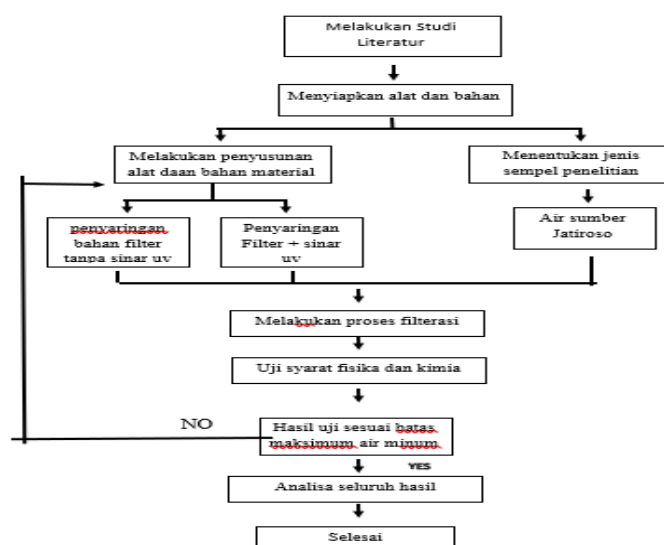 Melakukan Studi
Literatur
Menyiapkan alat dan bahan
Melakukan penyusunan
alat daan bahan material
Menentukan jenis
sempel penelitian
penyaringan
bahan filter
tanpa sinar uv
Penyaringan
Filter + sinar
uv
Air sumber
Jatiroso
Melakukan proses filterasi
Uji syarat fisika dan kimia
NO
Hasil uji sesuai batas
maksimum air minum
YES
Analisa seluruh hasil
Selesai